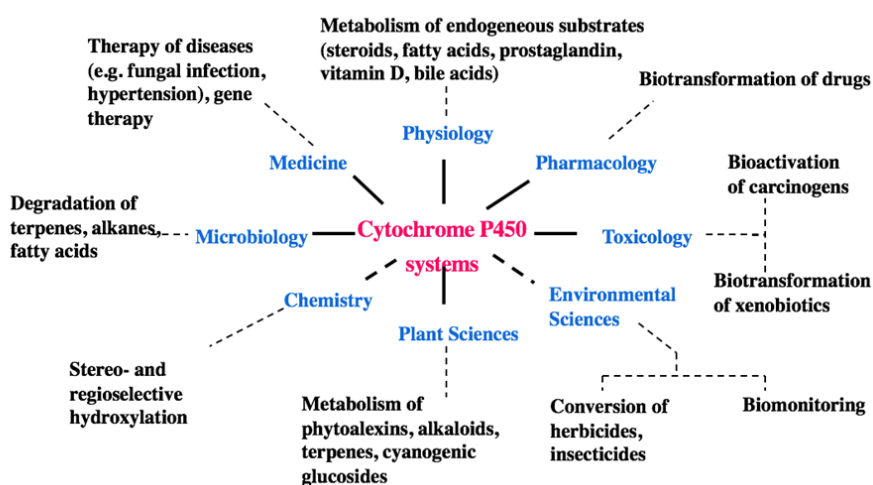 Metabolism of endogeneous substrates
(steroids, fatty acids, prostaglandin,
vitamin D, bile acids)
Therapy of diseases
(e.g. fungal infection,
hypertension), gene
therapy
Biotransformation of drugs
Physiology
Medicine
Pharmacology
Bioactivation
of carcinogens
Degradation of
terpenes, alkanes,
fatty acids
Microbiology
Cytochrome P450
systems
Toxicology
Biotransformation
of xenobiotics
Chemistry
Environmental
Sciences
Plant Sciences
Stereo- and
regioselective
hydroxylation
Metabolism of
phytoalexins, alkaloids,
terpenes, cyanogenic
glucosides
Conversion of
herbicides,
insecticides
Biomonitoring